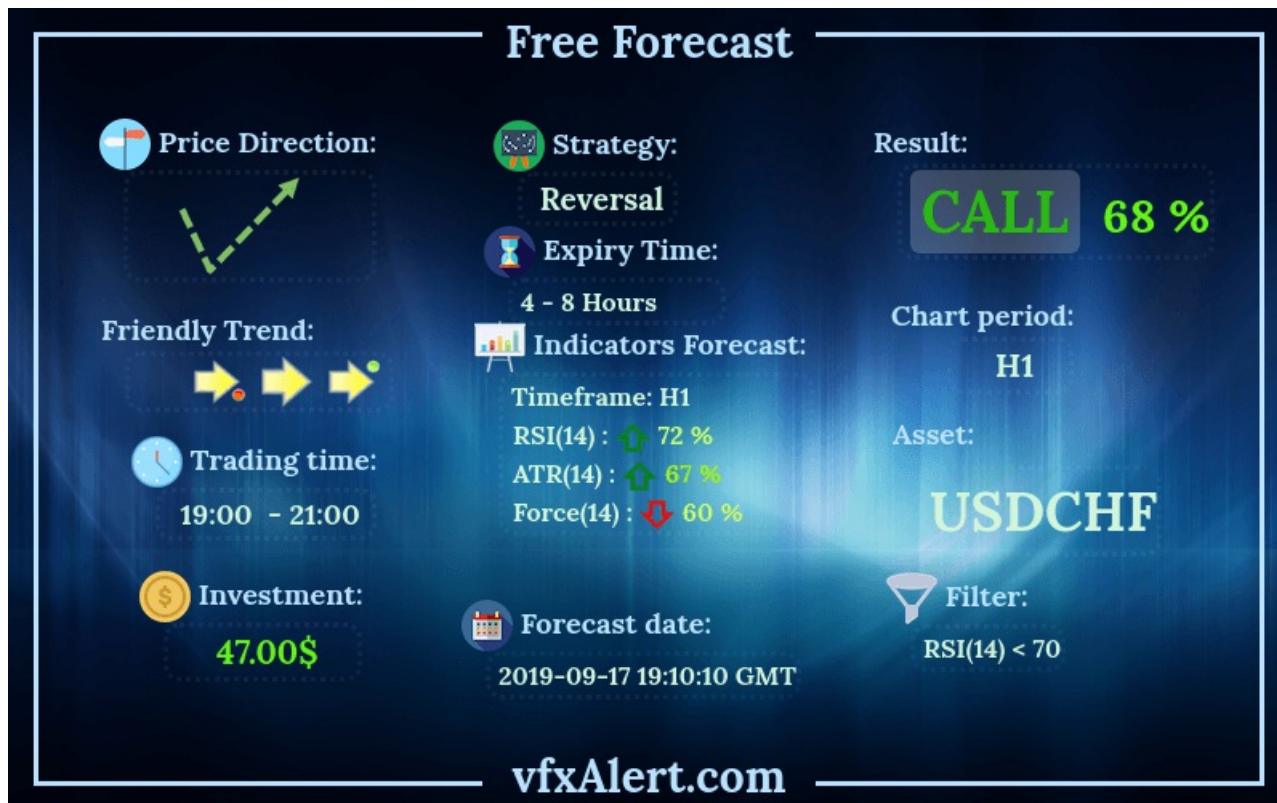 Free Forecast
Price Direction:
Friendly Trend:
Trading time:
19:00 - 21:00
Investment:
47.00$
Strategy:
Reversal
Expiry Time:
4 - 8 Hours
Indicators Forecast:
Timeframe: H1
RSI(14) : 72 %
ATR(14) : 67 %
Force(14) : 60 %
Forecast date:
2019-09-17 19:10:10 GMT
Result:
CALL 68 %
Chart period:
H1
Asset:
USDCHF
Filter:
RSI(14) < 70
vfxAlert.com